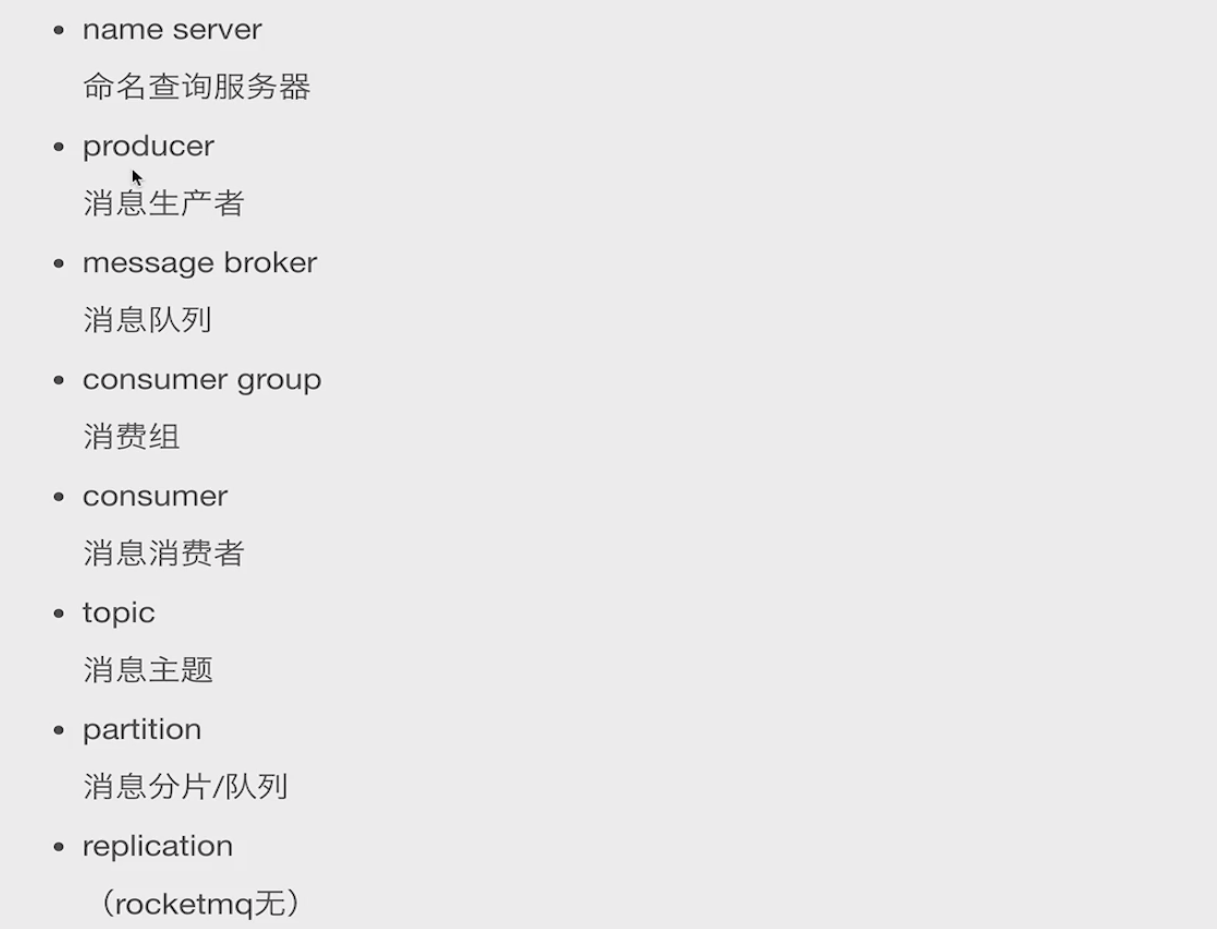 name server
命名查询服务器
producer
消息生产者
message broker
消息队列
consumer group
消费组
consumer
消息消费者
topic
消息主题
partition
消息分片/队列
replication
（rocketmq无）